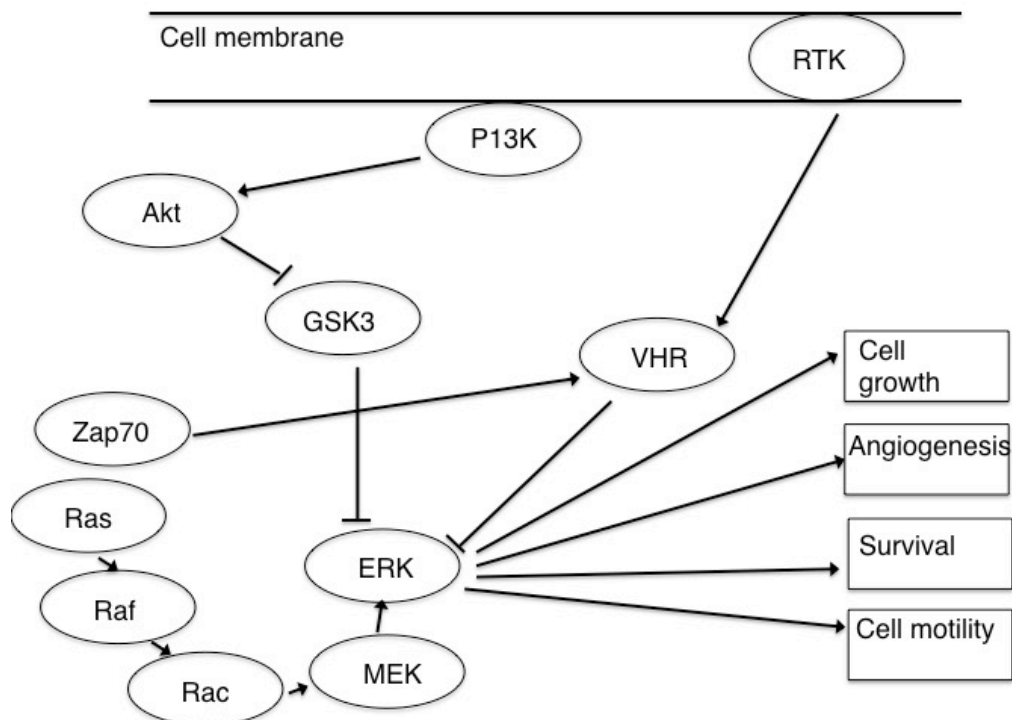 Cell membrane
RTK
P13K
Akt
GSK3
VHR
Cell
growth
Zap70
Angiogenesis
Ras
Survival
ERK
Raf
Cell motility
MEK
Rac